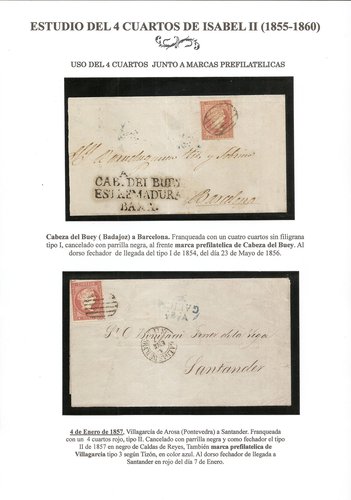 ESTUDIO DEL 4 CUARTOS DE ISABEL II (1855-1860)
USO DEL 4 CUARTOS JUNTO A MARCAS PREFILATELICAS
y Sobrino
CAB. DEL BUEY
ESTREMADURA
BAXA.
Barcelona
Cabeza del Buey ( Budajoz) a Barcelona. Franqueada con un cuatro cuartos sin filigrana
tipo I, cancelado con parrilla negra, al frente marca prefilatelica de Cabeza del Buey. Al
dorso fechador de llegada del tipo I de 1854, del día 23 de Mayo de 1856.
Santander
4 de Enero de 1857. Villagarcía de Arosa (Pontevedra) a Santander. Franqueada
con un 4 cuartos rojo, tipo II. Cancelado con parrilla negra y como fechador el tipo
II de 1857 en negro de Caldas de Reyes, También marca prefilatelica de
Villagarcia tipo 3 según Tizón, en color azul. Al dorso fechador de llegada a
Santander en rojo del día 7 de Enero.